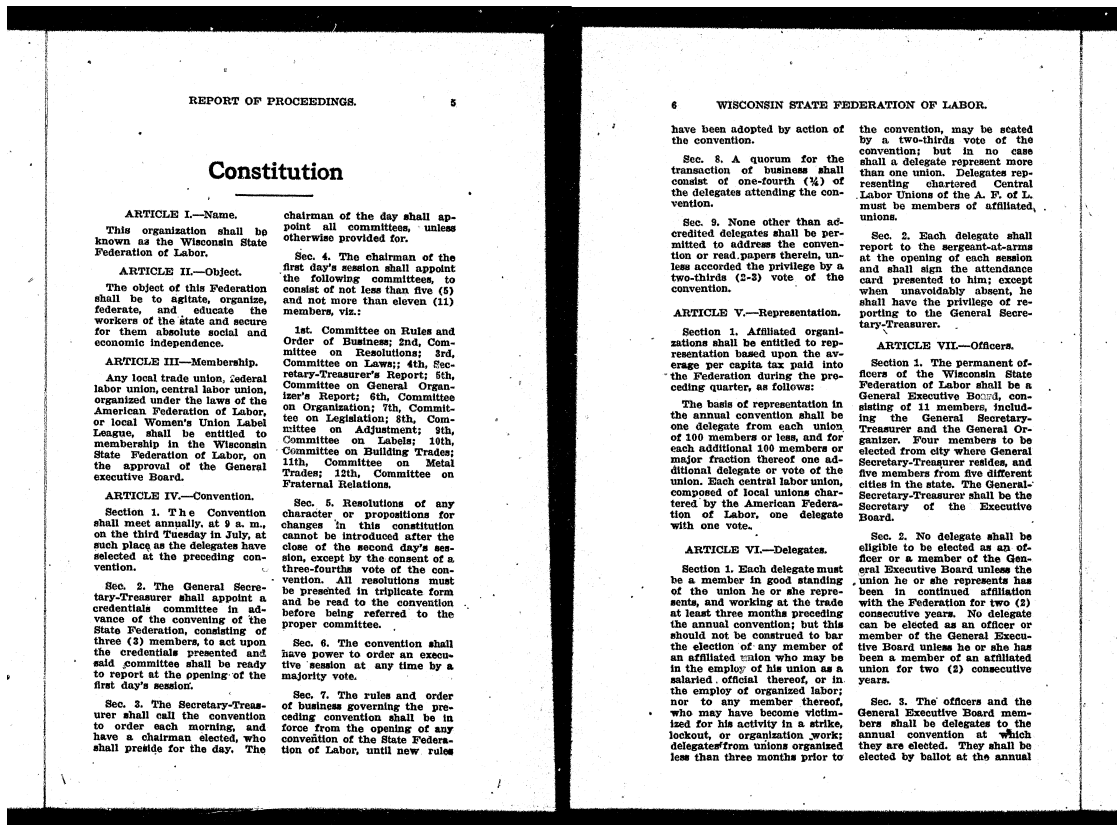 REPORT OF PROCEEDINGS. 5
Constitution
ARTICLE I.—Name.
This organization shall be
known as the Wisconsin State
Federation of Labor.
ARTICLE II.—Object.
The object of this Federation
shall be to agitate, organize,
federate, and educate the
workers of the state and secure
for them absolute social and
economic independence.
ARTICLE III—Membership.
Any local trade union, federal
labor union, central labor union,
organized under the laws of the
American Federation of Labor,
or local Women's Union Label
League, shall be entitled to
membership in the Wisconsin
State Federation of Labor, on
the approval of the General
executive Board.
ARTICLE IV.—Convention.
Section 1. The Convention
shall meet annually, at 9 a. m.,
on the third Tuesday in July, at
such place as the delegates have
selected at the preceding con-
vention.
Sec. 2. The General Secre-
tary-Treasurer shall appoint a
credentials committee in ad-
vance of the convening of the
State Federation, consisting of
three (3) members, to act upon
the credentials presented and
said committee shall be ready
to report at the opening of the
first day's session.
Sec. 3. The Secretary-Treas-
urer shall call the convention
to order each morning, and
have a chairman elected, who
shall preside for the day. The
chairman of the day shall ap-
point all committees, unless
otherwise provided for.
Sec. 4. The chairman of the
first day's session shall appoint
the following committees, to
consist of not less than five (5)
and not more than eleven (11)
members, viz.:
1st. Committee on Rules and
Order of Business; 2nd, Com-
mittee on Resolutions; 3rd,
Committee on Laws;; 4th, Sec-
retary-Treasurer's Report; 5th,
Committee on General Organ-
izer's Report; 6th, Committee
on Organization; 7th, Commit-
tee on Legislation; 8th, Com-
mittee on Adjustment; 9th,
Committee on Labels; 10th,
Committee on Building Trades;
11th, Committee on Metal
Trades; 12th, Committee on
Fraternal Relations.
Sec. 5. Resolutions of any
character or propositions for
changes in this constitution
cannot be introduced after the
close of the second day's ses-
sion, except by the consent of a
three-fourths vote of the con-
vention. All resolutions must
be presented in triplicate form
and be read to the convention
before being referred to the
proper committee.
Sec. 6. The convention shall
have power to order an execu-
tive session at any time by a
majority vote.
Sec. 7. The rules and order
of business governing the pre-
ceding convention shall be in
force from the opening of any
convention of the State Federa-
tion of Labor, until new rules
6 WISCONSIN STATE FEDERATION OF LABOR.
have been adopted by action of
the convention.
Sec. 8. A quorum for the
transaction of business shall
consist of one-fourth (¼) of
the delegates attending the con-
vention.
Sec. 9. None other than ac-
credited delegates shall be per-
mitted to address the conven-
tion or read papers therein, un-
less accorded the privilege by a
two-thirds (2-3) vote of the
convention.
ARTICLE V.—Representation.
Section 1. Affiliated organi-
zations shall be entitled to rep-
resentation based upon the av-
erage per capita tax paid into
the Federation during the pre-
ceding quarter, as follows:
The basis of representation in
the annual convention shall be
one delegate from each union
of 100 members or less, and for
each additional 100 members or
major fraction thereof one ad-
ditional delegate or vote of the
union. Each central labor union,
composed of local unions char-
tered by the American Federa-
tion of Labor, one delegate
with one vote.
ARTICLE VI.—Delegates.
Section 1. Each delegate must
be a member in good standing
of the union he or she repre-
sents, and working at the trade
at least three months preceding
the annual convention; but this
should not be construed to bar
the election of any member of
an affiliated union who may be
in the employ of his union as a
salaried official thereof, or in
the employ of organized labor;
nor to any member thereof,
who may have become victim-
ized for his activity in a strike,
lockout, or organization work;
delegates from unions organized
less than three months prior to
the convention, may be seated
by a two-thirds vote of the
convention; but in no case
shall a delegate represent more
than one union. Delegates rep-
resenting chartered Central
Labor Unions of the A. F. of L.
must be members of affiliated
unions.
Sec. 2. Each delegate shall
report to the sergeant-at-arms
at the opening of each session
and shall sign the attendance
card presented to him; except
when unavoidably absent, he
shall have the privilege of re-
porting to the General Secre-
tary-Treasurer.
ARTICLE VII.—Officers.
Section 1. The permanent of-
ficers of the Wisconsin State
Federation of Labor shall be a
General Executive Board, con-
sisting of 11 members, includ-
ing the General Secretary-
Treasurer and the General Or-
ganizer. Four members to be
elected from city where General
Secretary-Treasurer resides, and
five members from five different
cities in the state. The General-
Secretary-Treasurer shall be the
Secretary of the Executive
Board.
Sec. 2. No delegate shall be
eligible to be elected as an of-
ficer or a member of the Gen-
eral Executive Board unless the
union he or she represents has
been in continued affiliation
with the Federation for two (2)
consecutive years. No delegate
can be elected as an officer or
member of the General Execu-
tive Board unless he or she has
been a member of an affiliated
union for two (2) consecutive
years.
Sec. 3. The officers and the
General Executive Board mem-
bers shall be delegates to the
annual convention at which
they are elected. They shall be
elected by ballot at the annual